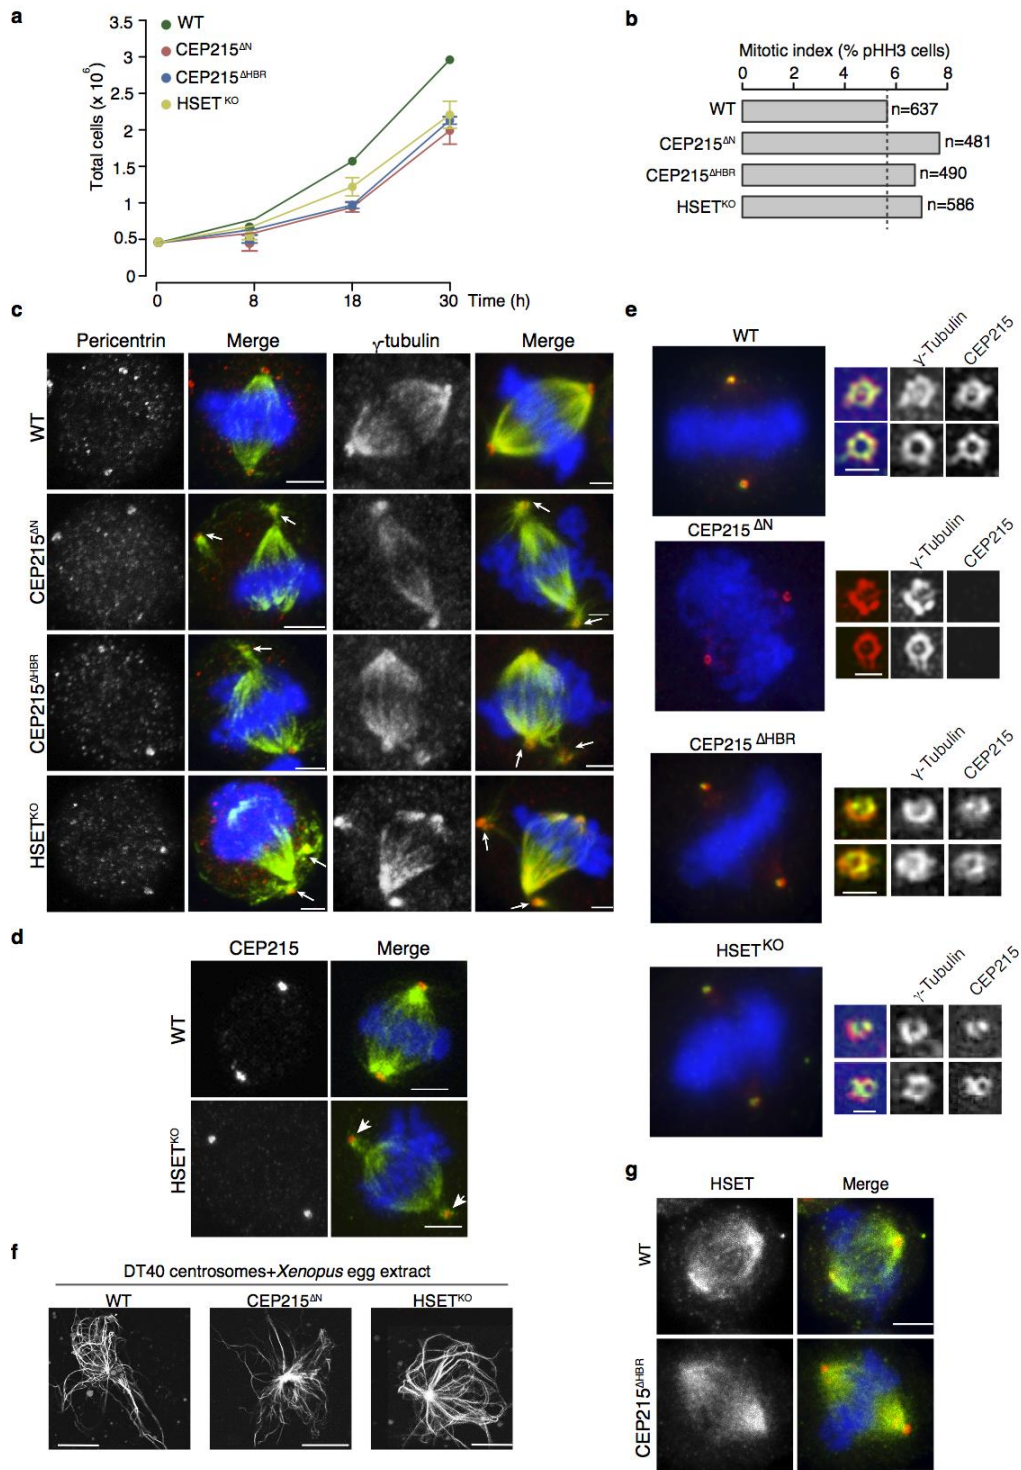 a
3.5
3
2.5
2
1.5
1
0.5
0
Total cells (x 10⁶)
WT
CEP215ΔN
CEP215ΔHBR
HSET KO
0 8 18 30 Time (h)
b
Mitotic index (% pHH3 cells)
0 2 4 6 8
WT n=637
CEP215ΔN n=481
CEP215ΔHBR n=490
HSETKO n=586
c
Pericentrin Merge γ-tubulin Merge
WT
CEP215ΔN
CEP215ΔHBR
HSETKO
d
CEP215 Merge
WT
HSETKO
e
WT
γ-Tubulin CEP215
CEP215 ΔN
γ-Tubulin CEP215
CEP215 ΔHBR
γ-Tubulin CEP215
HSETKO
γ-Tubulin CEP215
f
DT40 centrosomes+Xenopus egg extract
WT CEP215ΔN HSETKO
g
HSET Merge
WT
CEP215ΔHBR